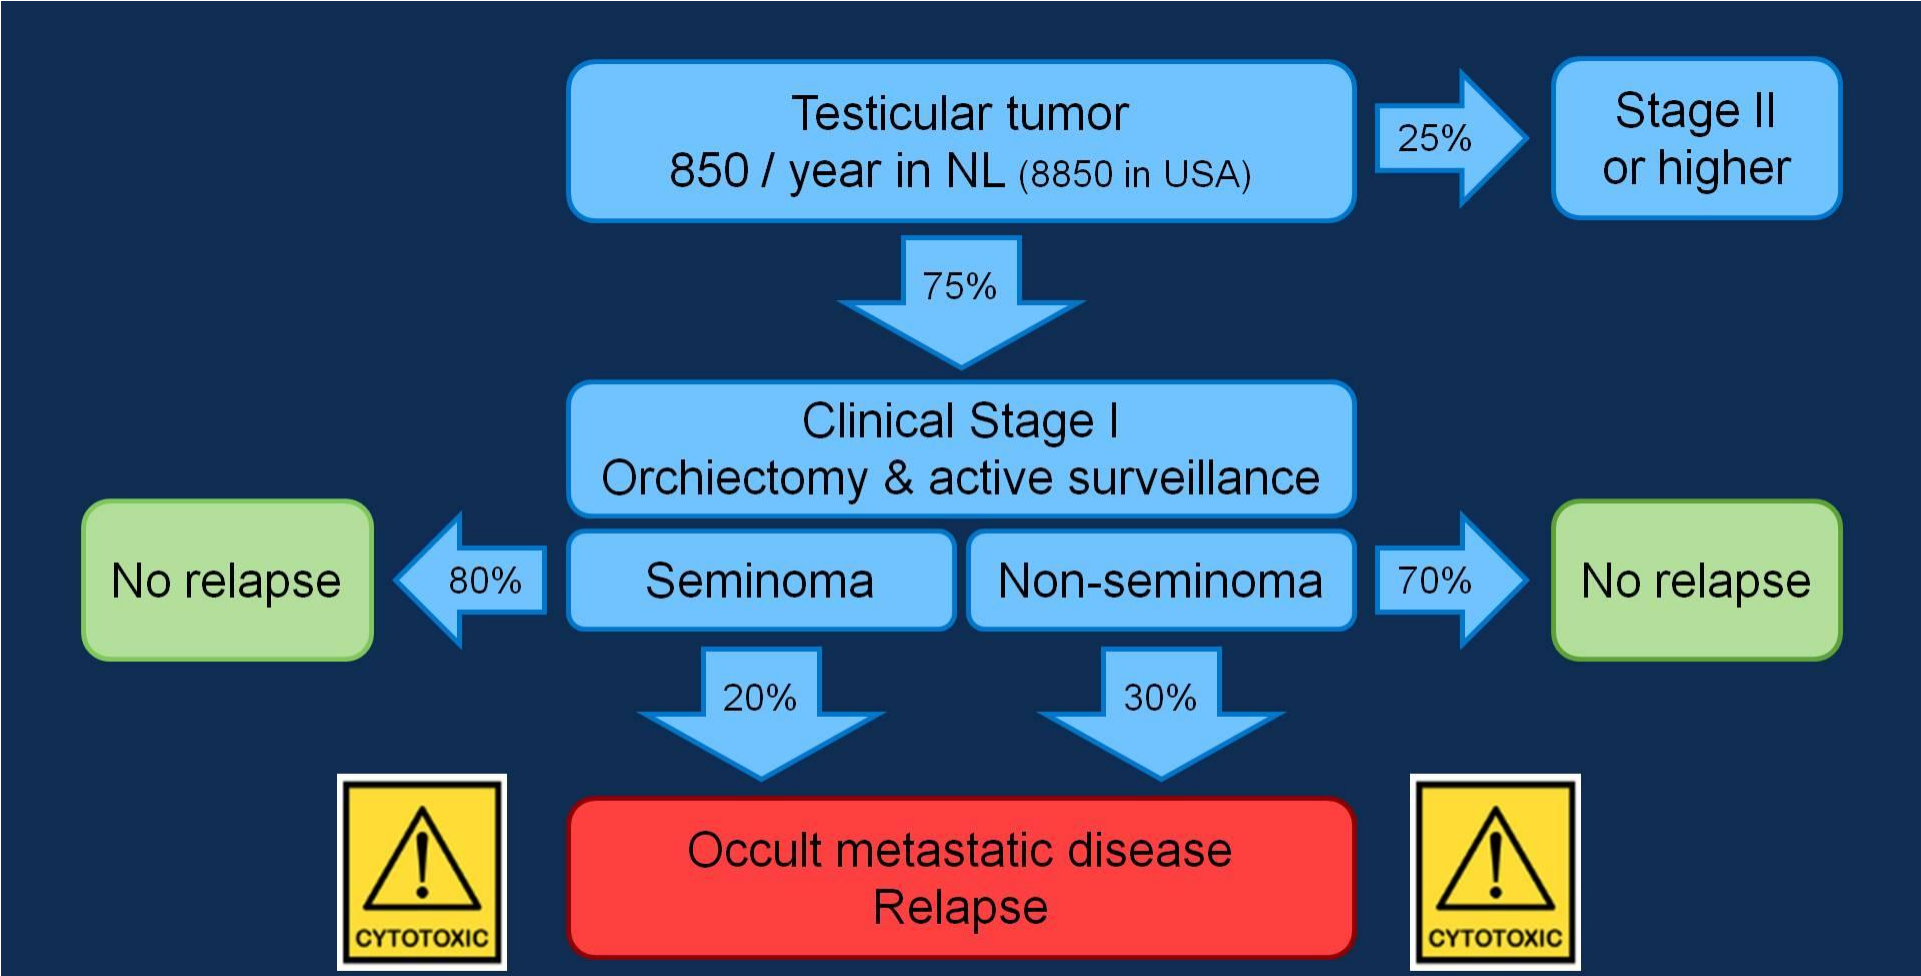 Testicular tumor
850 / year in NL (8850 in USA)
25%
Stage II
or higher
75%
Clinical Stage I
Orchiectomy & active surveillance
No relapse
80%
Seminoma
Non-seminoma
70%
No relapse
20%
30%
Occult metastatic disease
Relapse
CYTOTOXIC
CYTOTOXIC